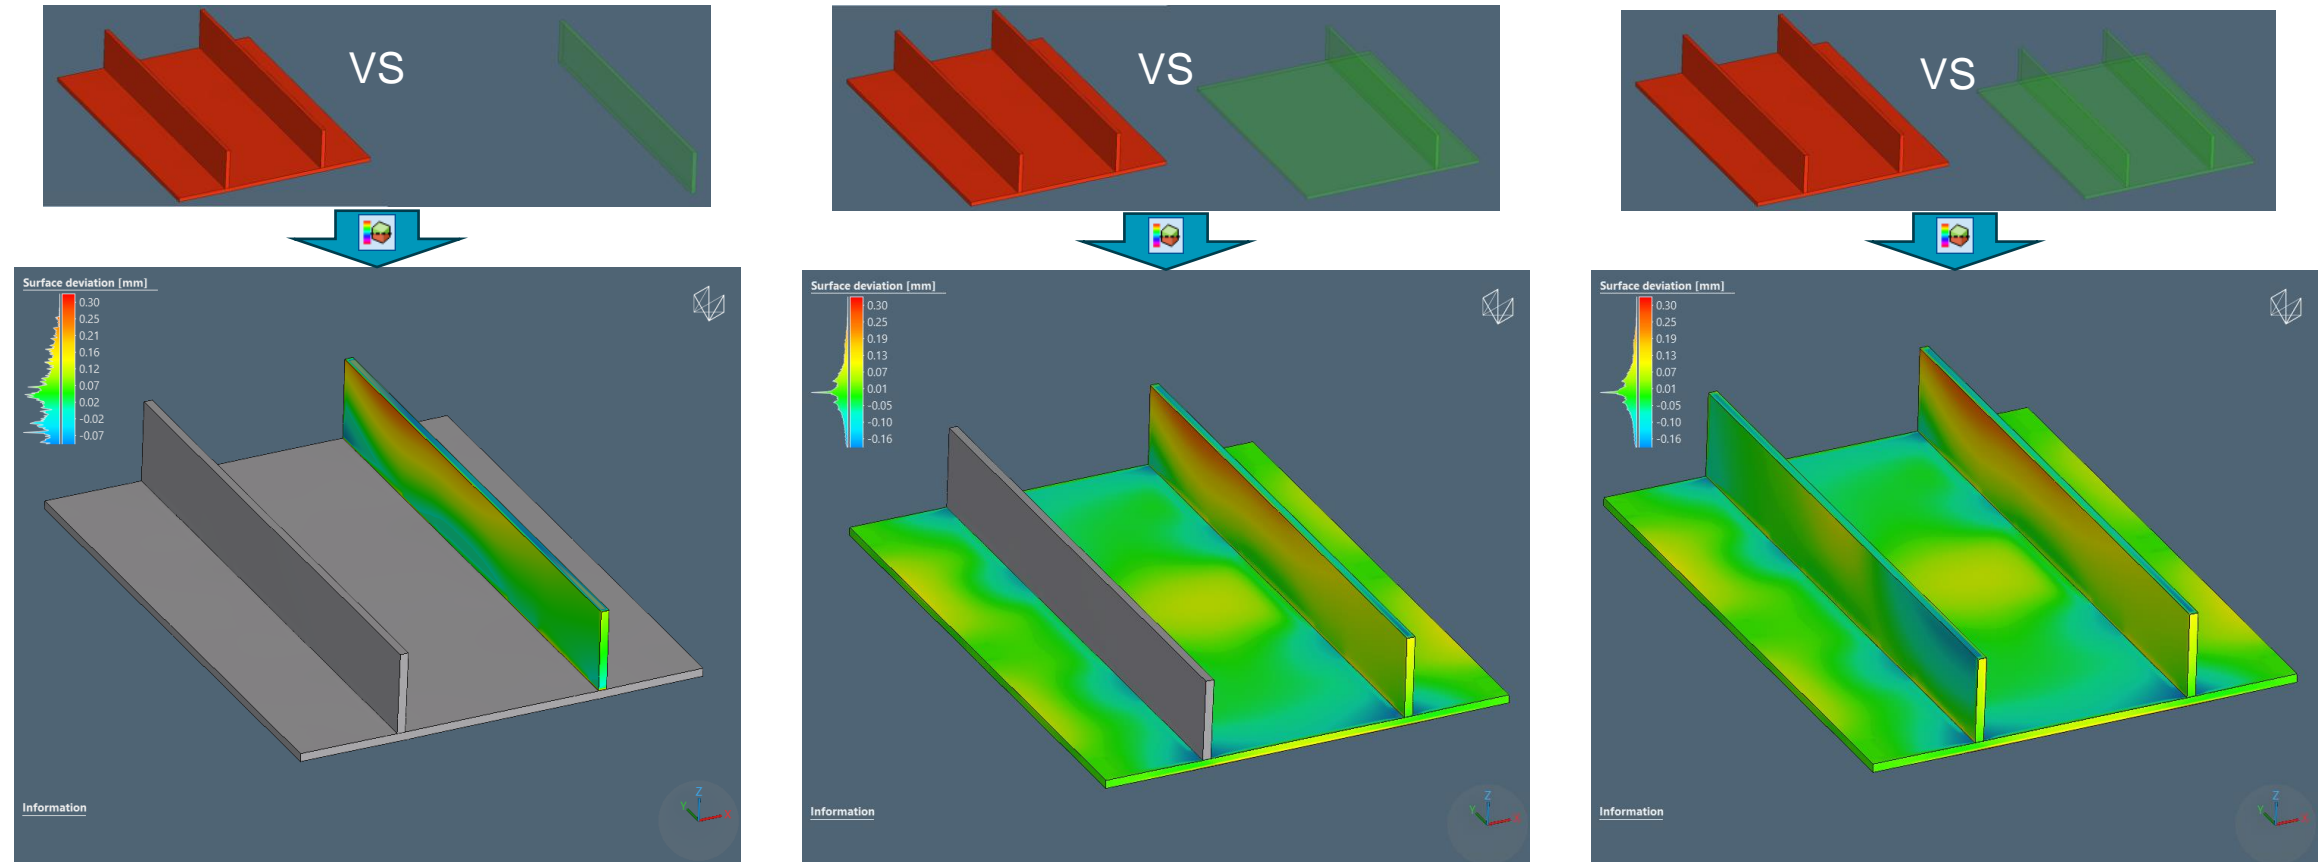 VS
VS
VS
Surface deviation [mm]
0.30
0.25
0.21
0.16
0.12
0.07
0.02
-0.02
-0.07
Information
Z
Y
X
Surface deviation [mm]
0.30
0.25
0.19
0.13
0.07
0.01
-0.05
-0.10
-0.16
Information
Z
Y
X
Surface deviation [mm]
0.30
0.25
0.19
0.13
0.07
0.01
-0.05
-0.10
-0.16
Information
Z
Y